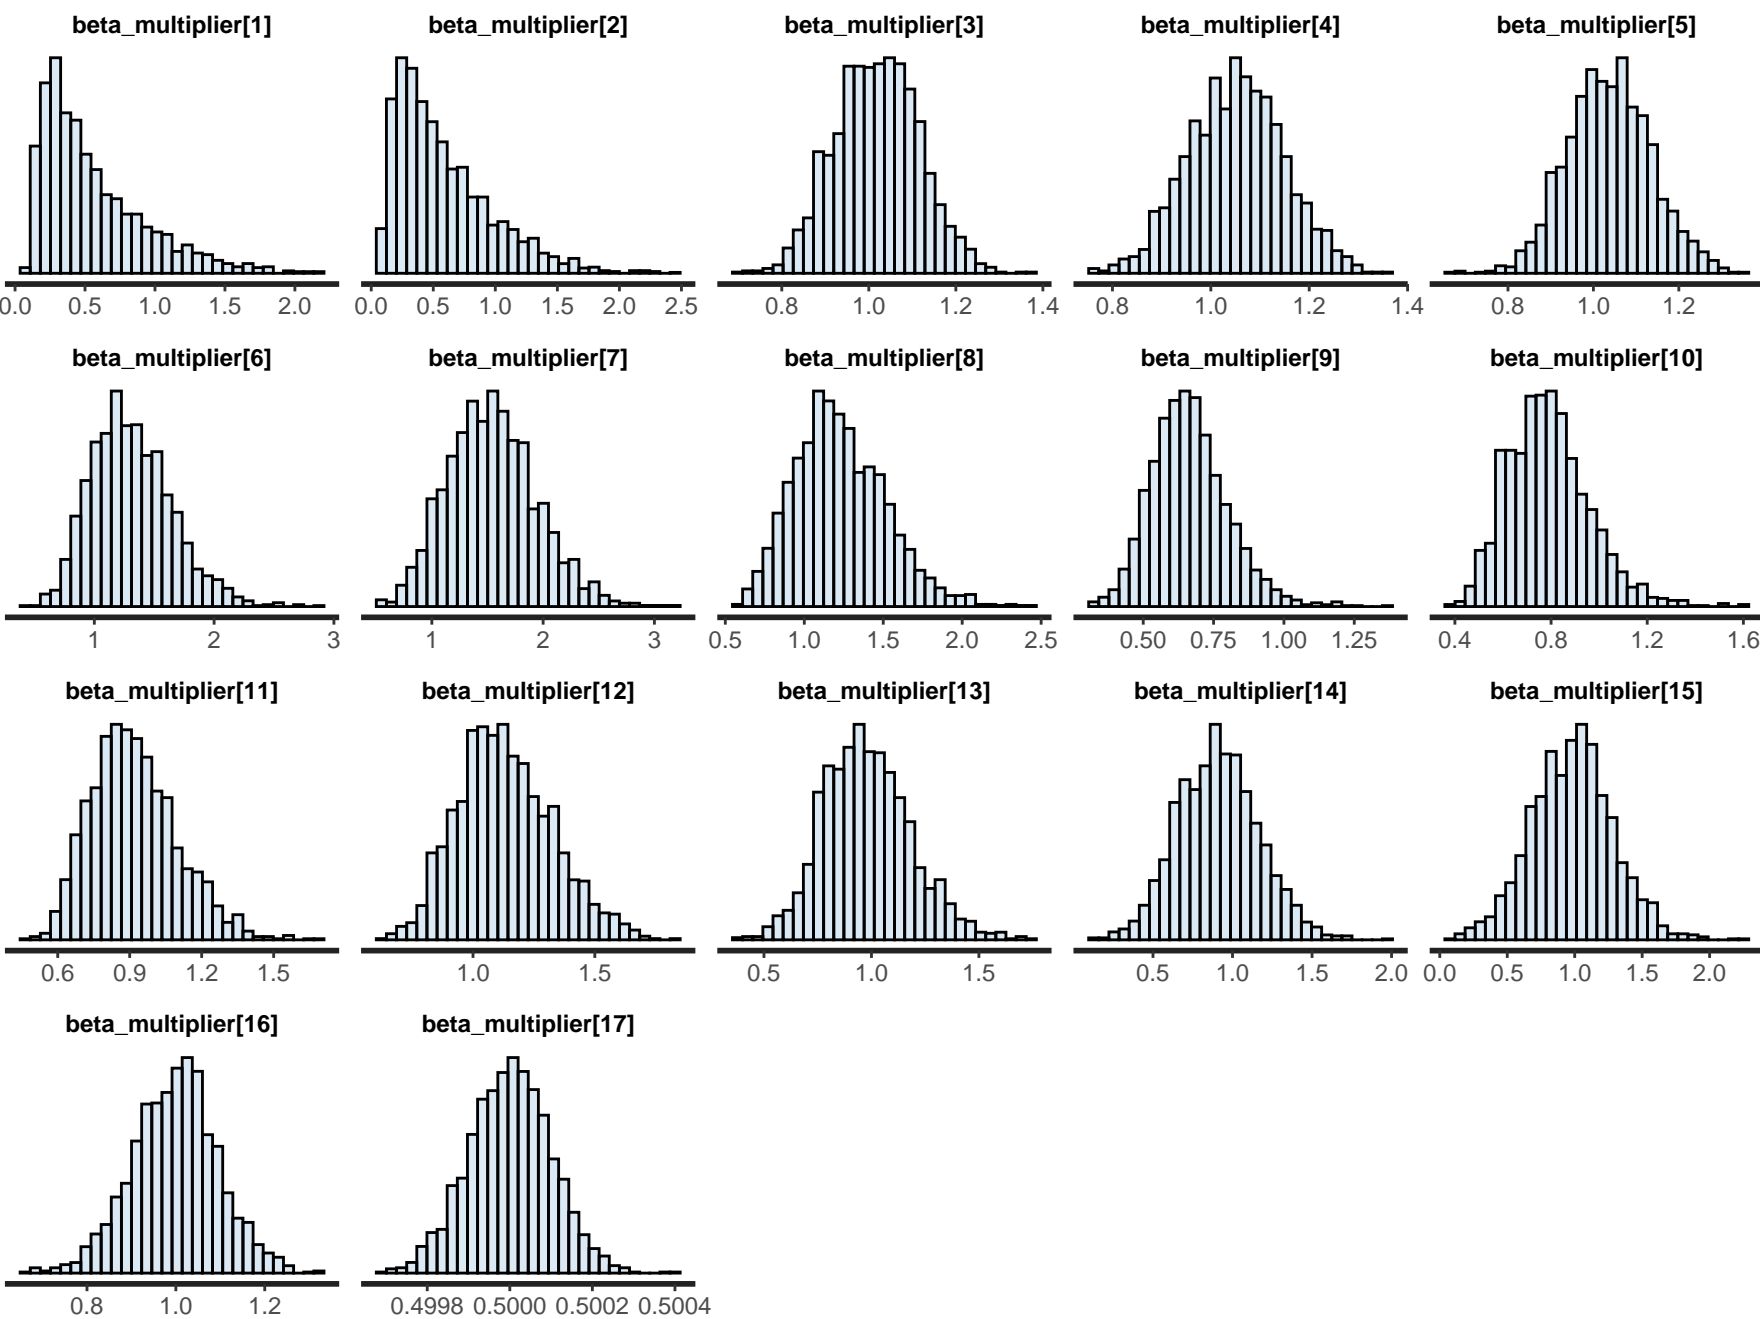 beta_multiplier[1] beta_multiplier[2] beta_multiplier[3] beta_multiplier[4] beta_multiplier[5]
0.0 0.5 1.0 1.5 2.0 0.0 0.5 1.0 1.5 2.0 2.5 0.8 1.0 1.2 1.4 0.8 1.0 1.2 1.4 0.8 1.0 1.2
beta_multiplier[6] beta_multiplier[7] beta_multiplier[8] beta_multiplier[9] beta_multiplier[10]
1 2 3 1 2 3 0.5 1.0 1.5 2.0 2.5 0.50 0.75 1.00 1.25 0.4 0.8 1.2 1.6
beta_multiplier[11] beta_multiplier[12] beta_multiplier[13] beta_multiplier[14] beta_multiplier[15]
0.6 0.9 1.2 1.5 1.0 1.5 0.5 1.0 1.5 0.5 1.0 1.5 2.0 0.0 0.5 1.0 1.5 2.0
beta_multiplier[16] beta_multiplier[17]
0.8 1.0 1.2 0.4998 0.5000 0.5002 0.5004